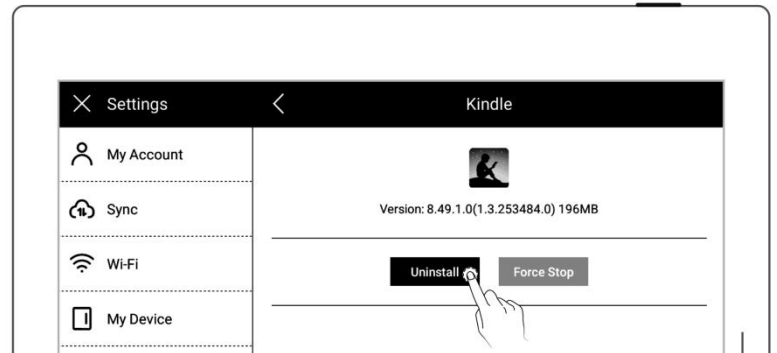 Settings
Kindle
My Account
Version: 8.49.1.0(1.3.253484.0) 196MB
Sync
Wi-Fi
Uninstall
Force Stop
My Device